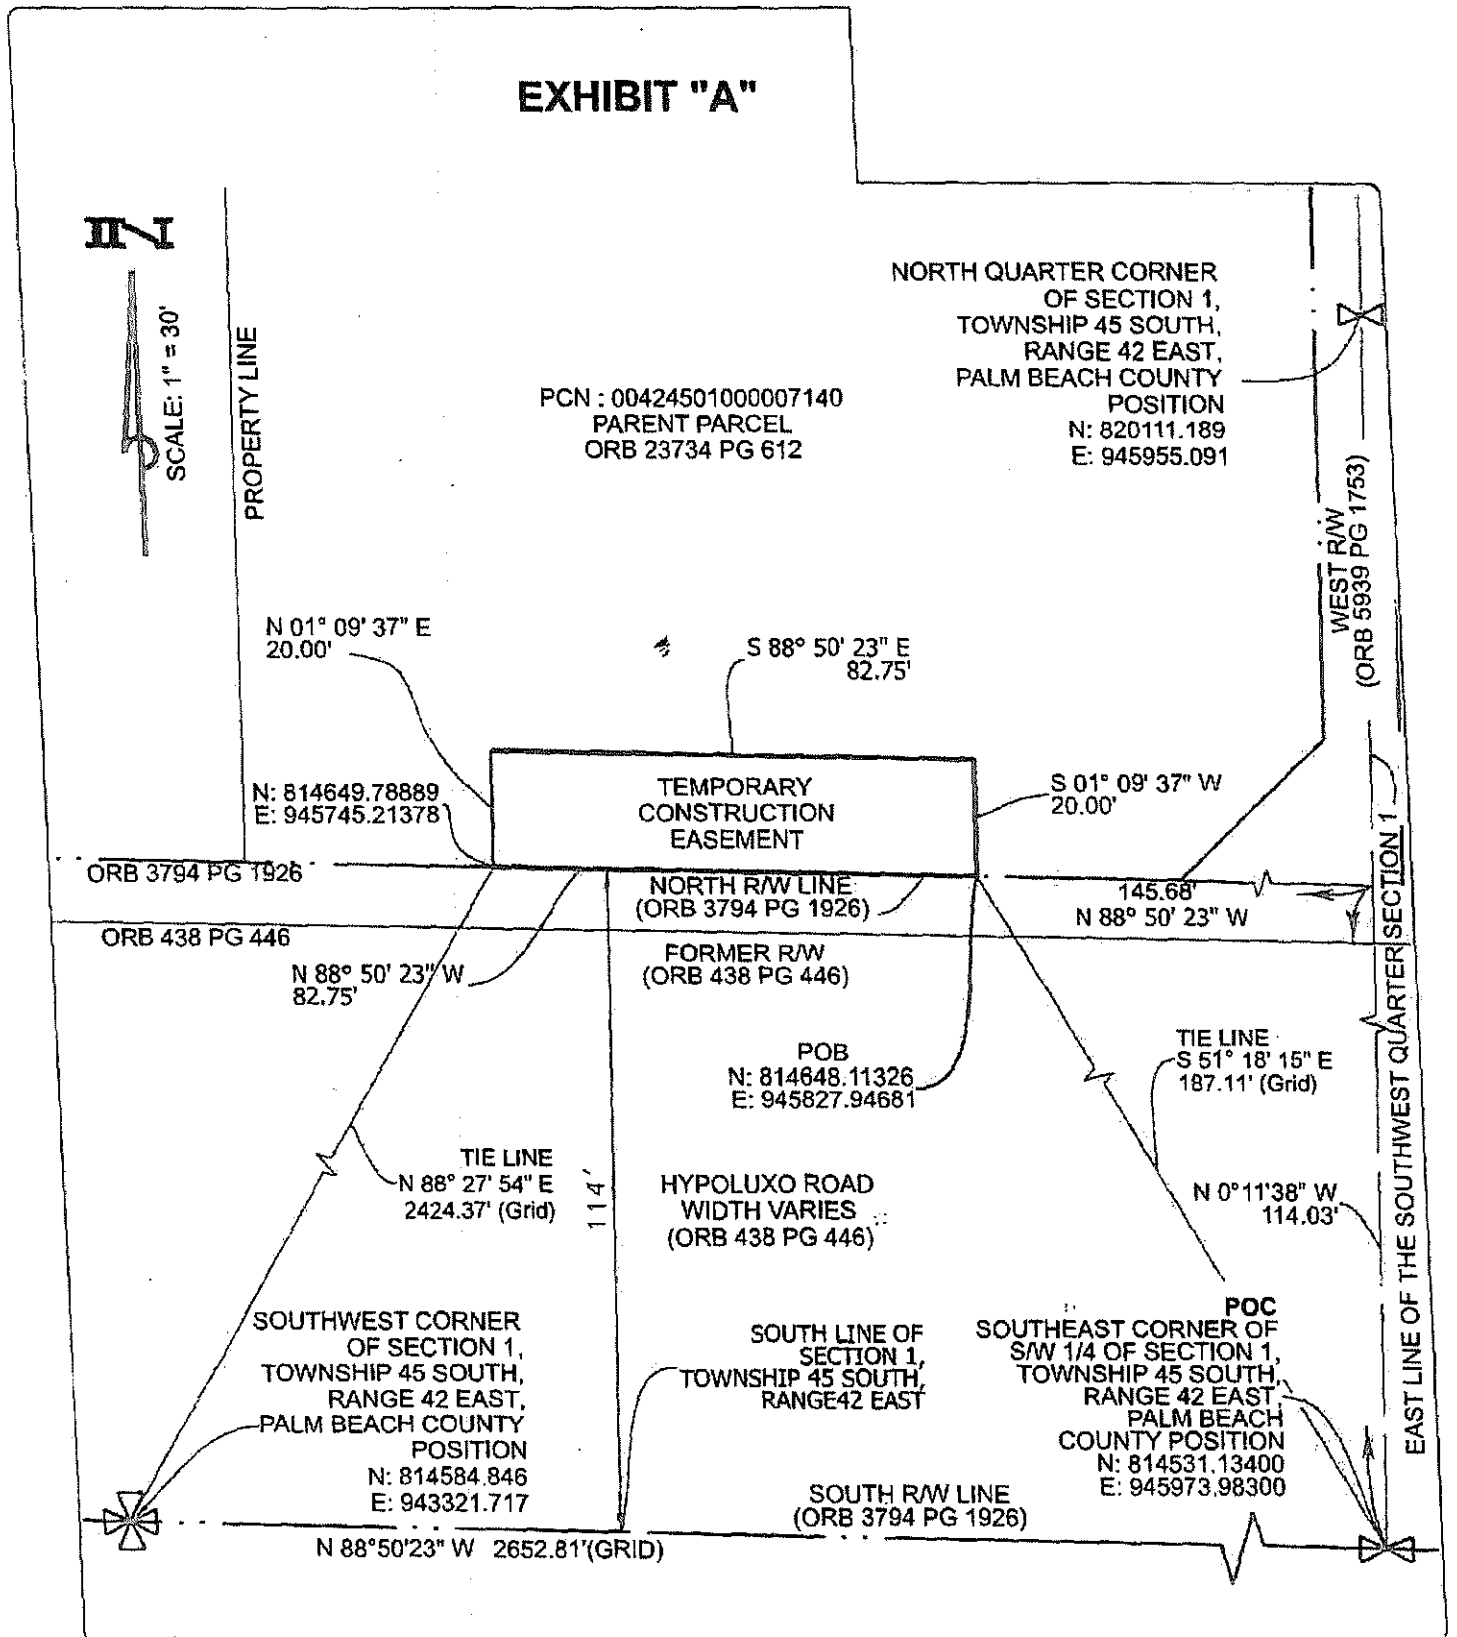 EXHIBIT "A"
N
SCALE: 1" = 30'
PROPERTY LINE
NORTH QUARTER CORNER
OF SECTION 1,
TOWNSHIP 45 SOUTH,
RANGE 42 EAST,
PALM BEACH COUNTY
POSITION
N: 820111.189
E: 945955.091
PCN : 00424501000007140
PARENT PARCEL
ORB 23734 PG 612
WEST R/W
(ORB 5939 PG 1753)
N 01° 09' 37" E
20.00'
S 88° 50' 23" E
82.75'
N: 814649.78889
E: 945745.21378
TEMPORARY
CONSTRUCTION
EASEMENT
S 01° 09' 37" W
20.00'
ORB 3794 PG 1926
NORTH R/W LINE
(ORB 3794 PG 1926)
145.68'
N 88° 50' 23" W
ORB 438 PG 446
FORMER R/W
(ORB 438 PG 446)
N 88° 50' 23" W
82.75'
POB
N: 814648.11326
E: 945827.94681
TIE LINE
S 51° 18' 15" E
187.11' (Grid)
EAST LINE OF THE SOUTHWEST QUARTER SECTION 1
TIE LINE
N 88° 27' 54" E
2424.37' (Grid)
114'
HYPOLUXO ROAD
WIDTH VARIES
(ORB 438 PG 446)
N 0°11'38" W
114.03'
SOUTHWEST CORNER
OF SECTION 1,
TOWNSHIP 45 SOUTH,
RANGE 42 EAST,
PALM BEACH COUNTY
POSITION
N: 814584.846
E: 943321.717
SOUTH LINE OF
SECTION 1,
TOWNSHIP 45 SOUTH,
RANGE42 EAST
POC
SOUTHEAST CORNER OF
S/W 1/4 OF SECTION 1,
TOWNSHIP 45 SOUTH,
RANGE 42 EAST,
PALM BEACH
COUNTY POSITION
N: 814531.13400
E: 945973.98300
SOUTH R/W LINE
(ORB 3794 PG 1926)
N 88°50'23" W 2652.81'(GRID)